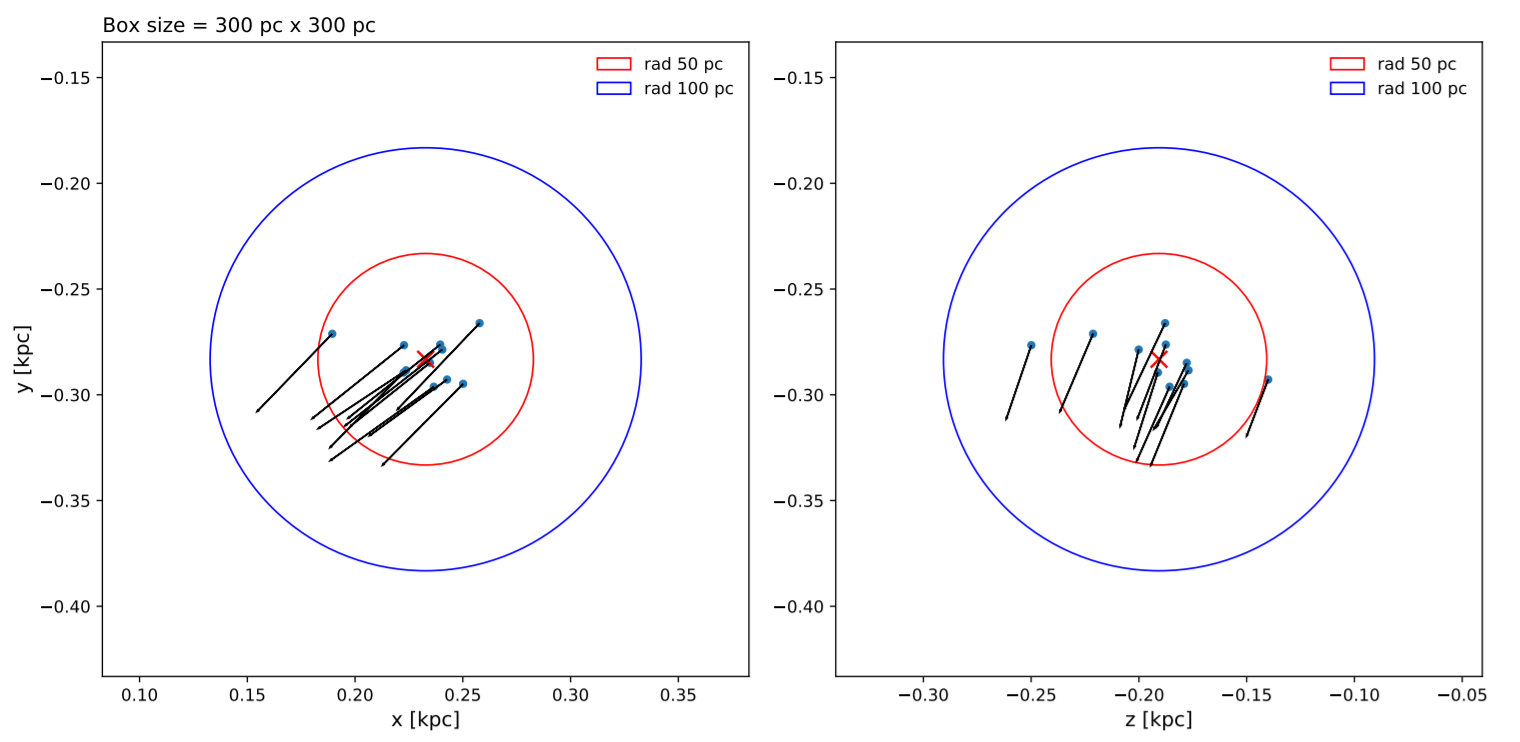 Box size = 300 pc x 300 pc
rad 50 pc
rad 100 pc
−0.15
−0.20
−0.25
−0.30
−0.35
−0.40
y [kpc]
0.10 0.15 0.20 0.25 0.30 0.35
x [kpc]
rad 50 pc
rad 100 pc
−0.15
−0.20
−0.25
−0.30
−0.35
−0.40
−0.30 −0.25 −0.20 −0.15 −0.10 −0.05
z [kpc]